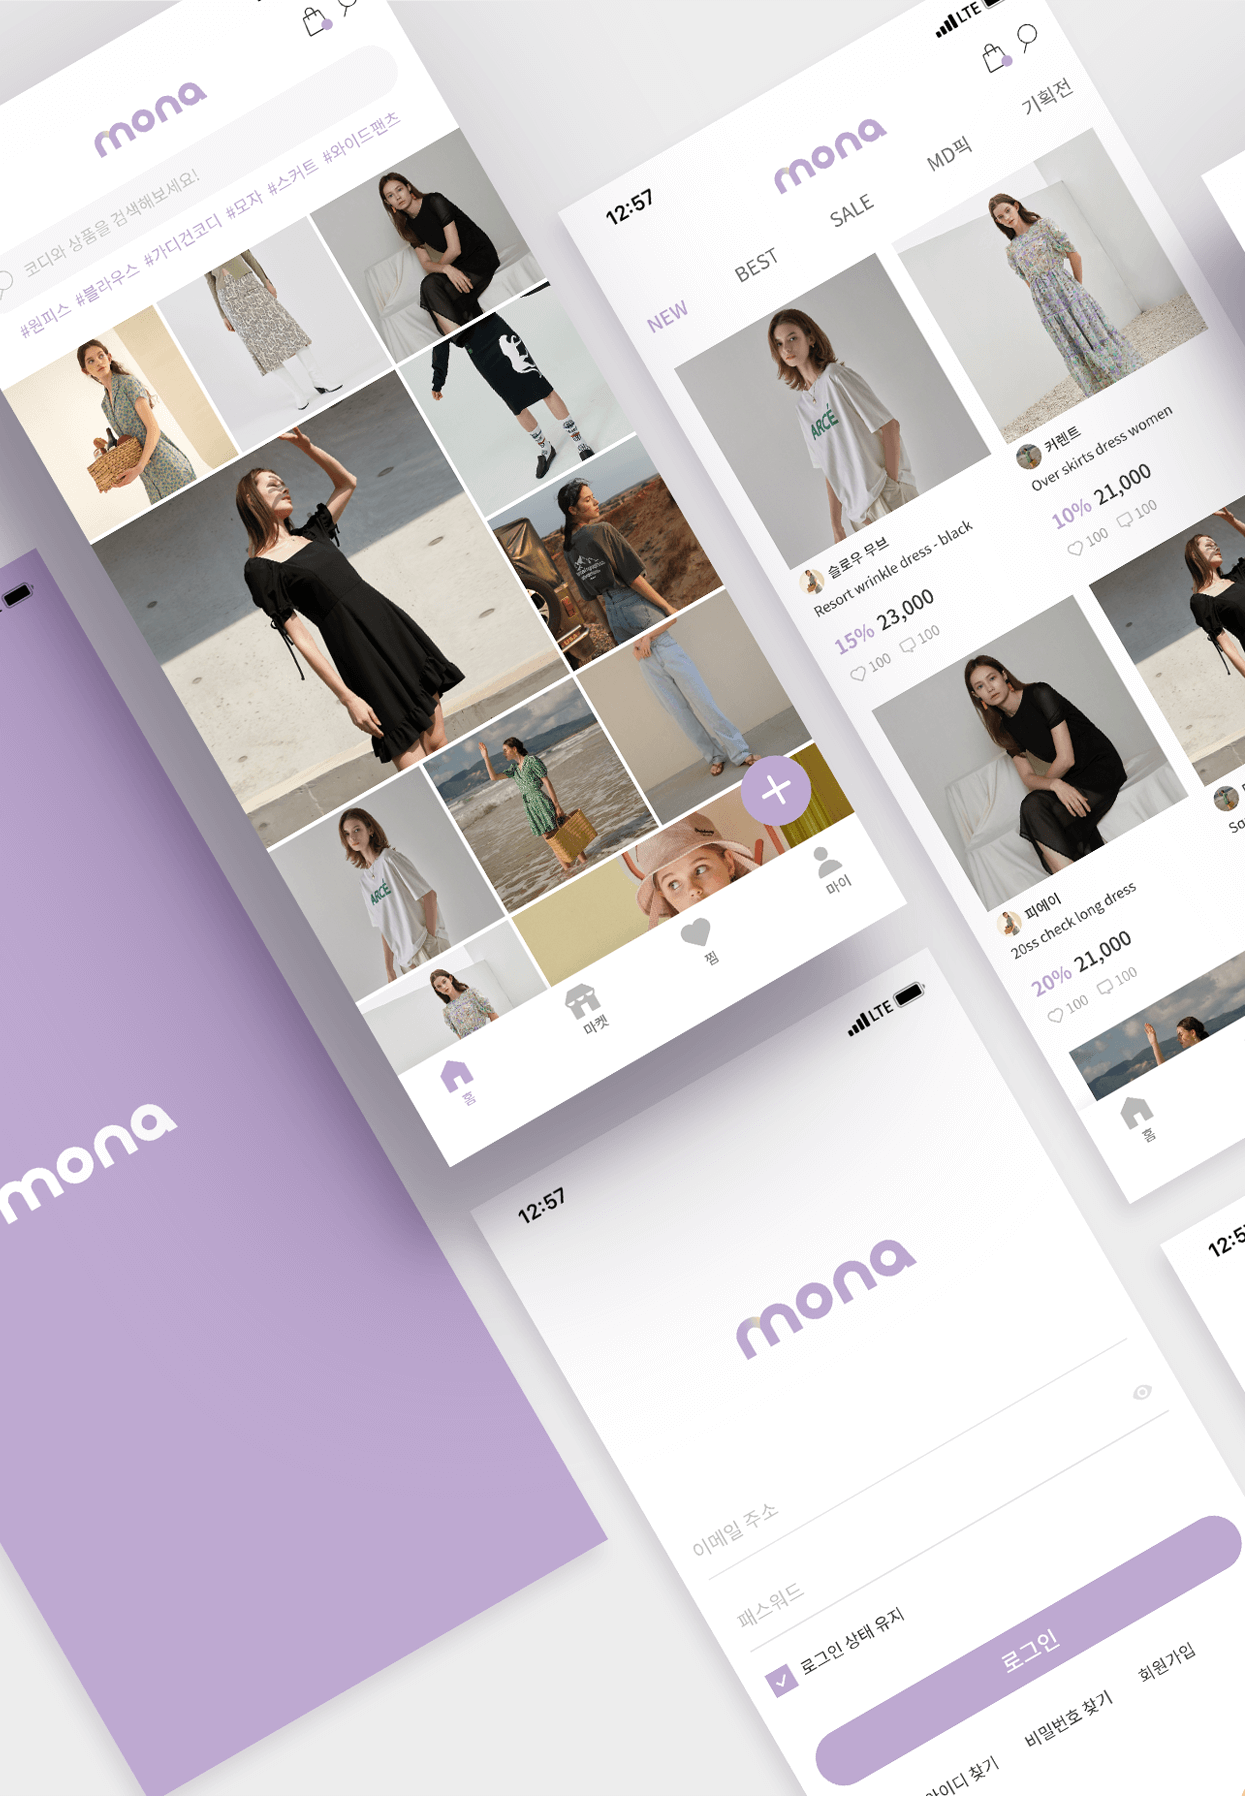 mona
코디와 상품을 검색해보세요!
#원피스 #블라우스 #가디건코디 #모자 #스커트 #와이드팬츠
ARCÉ
홈
마켓
찜
마이
LTE
12:57
mona
NEW
BEST
SALE
MD픽
기획전
ARCÉ
슬로우 무브
Resort wrinkle dress - black
15% 23,000
100
100
커렌트
Over skirts dress women
10% 21,000
100
100
피에이
20ss check long dress
20% 21,000
100
100
홈
mona
LTE
12:57
mona
이메일 주소
패스워드
로그인 상태 유지
로그인
아이디 찾기
비밀번호 찾기
회원가입